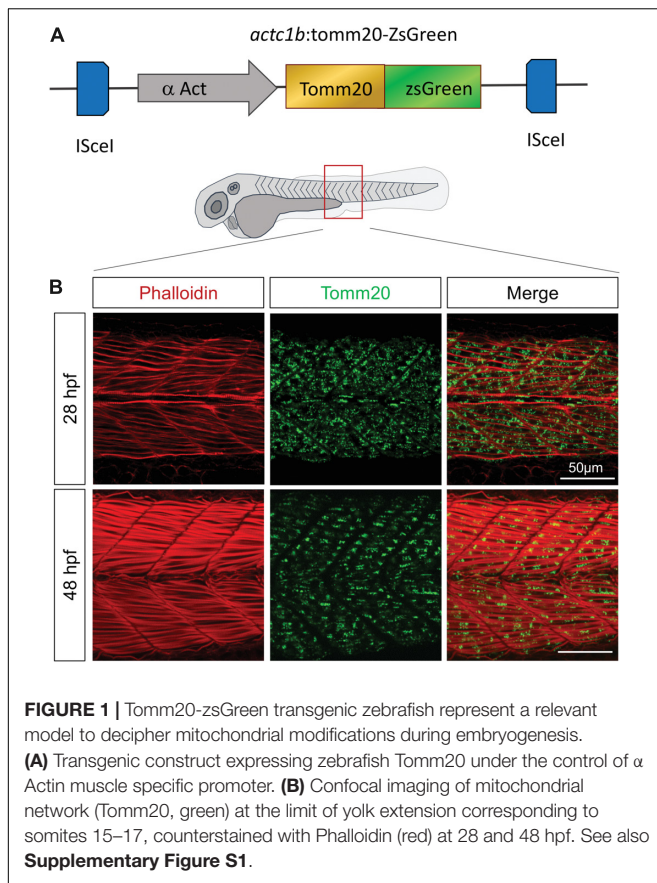 A
actc1b:tomm20-ZsGreen
α Act
Tomm20
zsGreen
ISceI
ISceI
B
Phalloidin
Tomm20
Merge
28 hpf
50µm
48 hpf
FIGURE 1 | Tomm20-zsGreen transgenic zebrafish represent a relevant
model to decipher mitochondrial modifications during embryogenesis.
(A) Transgenic construct expressing zebrafish Tomm20 under the control of α
Actin muscle specific promoter. (B) Confocal imaging of mitochondrial
network (Tomm20, green) at the limit of yolk extension corresponding to
somites 15–17, counterstained with Phalloidin (red) at 28 and 48 hpf. See also
Supplementary Figure S1.